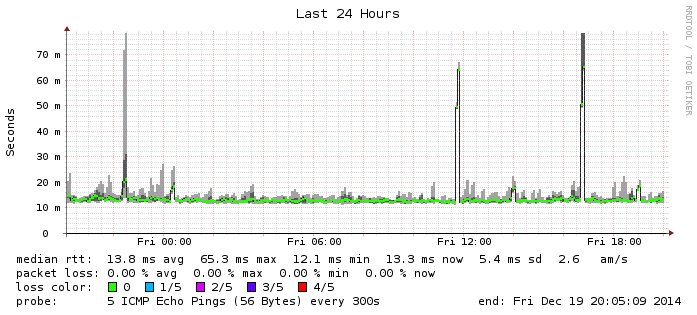 Last 24 Hours
RRDTOOL / TOBI OETIKER
Seconds
70 m
60 m
50 m
40 m
30 m
20 m
10 m
0
Fri 00:00 Fri 06:00 Fri 12:00 Fri 18:00
median rtt: 13.8 ms avg 65.3 ms max 12.1 ms min 13.3 ms now 5.4 ms sd 2.6 am/s
packet loss: 0.00 % avg 0.00 % max 0.00 % min 0.00 % now
loss color: 0 1/5 2/5 3/5 4/5
probe: 5 ICMP Echo Pings (56 Bytes) every 300s end: Fri Dec 19 20:05:09 2014